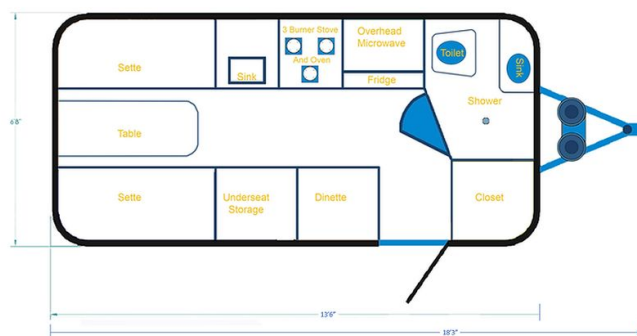 3 Burner Stove
And Oven
Overhead
Microwave
Toilet
Sink
Sette
Sink
Fridge
Shower
6'8"
Table
Sette
Underseat
Storage
Dinette
Closet
13'6"
18'3"